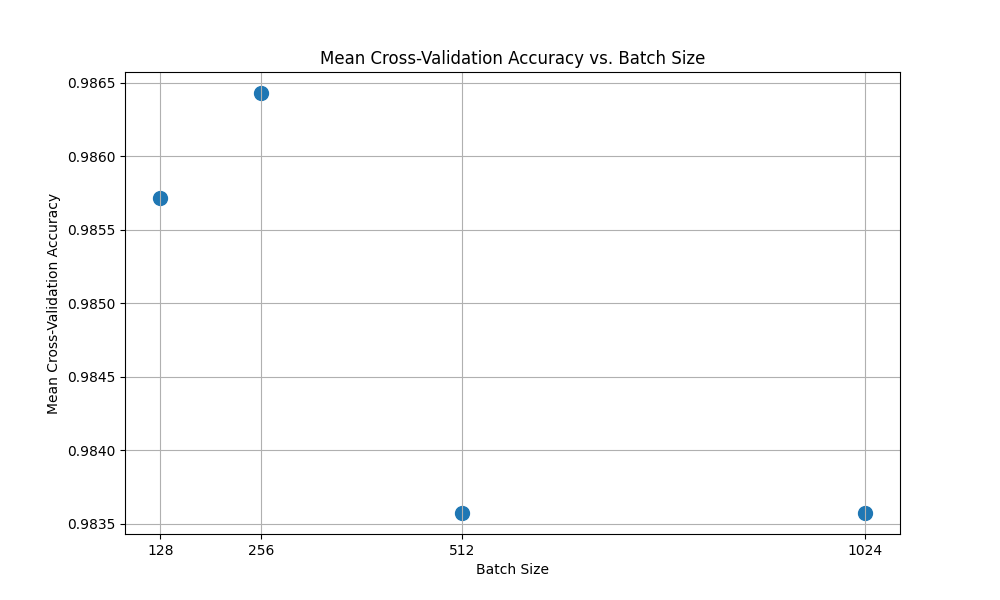 Mean Cross-Validation Accuracy vs. Batch Size
Mean Cross-Validation Accuracy
0.9865
0.9860
0.9855
0.9850
0.9845
0.9840
0.9835
128 256 512 1024
Batch Size